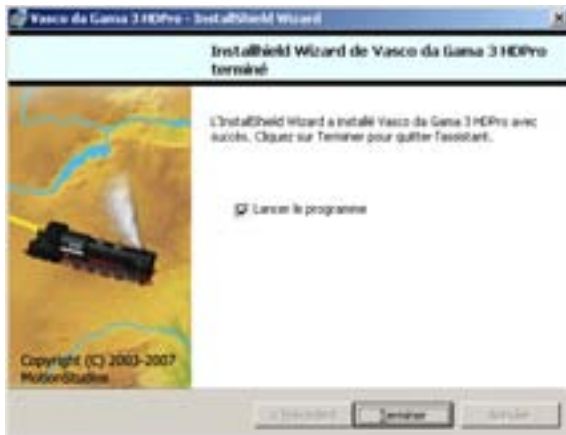 Vasco da Gama 3 HDPro - InstallShield Wizard
Installhield Wizard de Vasco da Gama 3 HDPro
terminé
L'InstallShield Wizard a installé Vasco da Gama 3 HDPro avec
succès. Cliquez sur Terminer pour quitter l'assistant.
Lancer le programme
Copyright (C) 2003-2007
MotionStudios
< Précédent
Terminer
Annuler